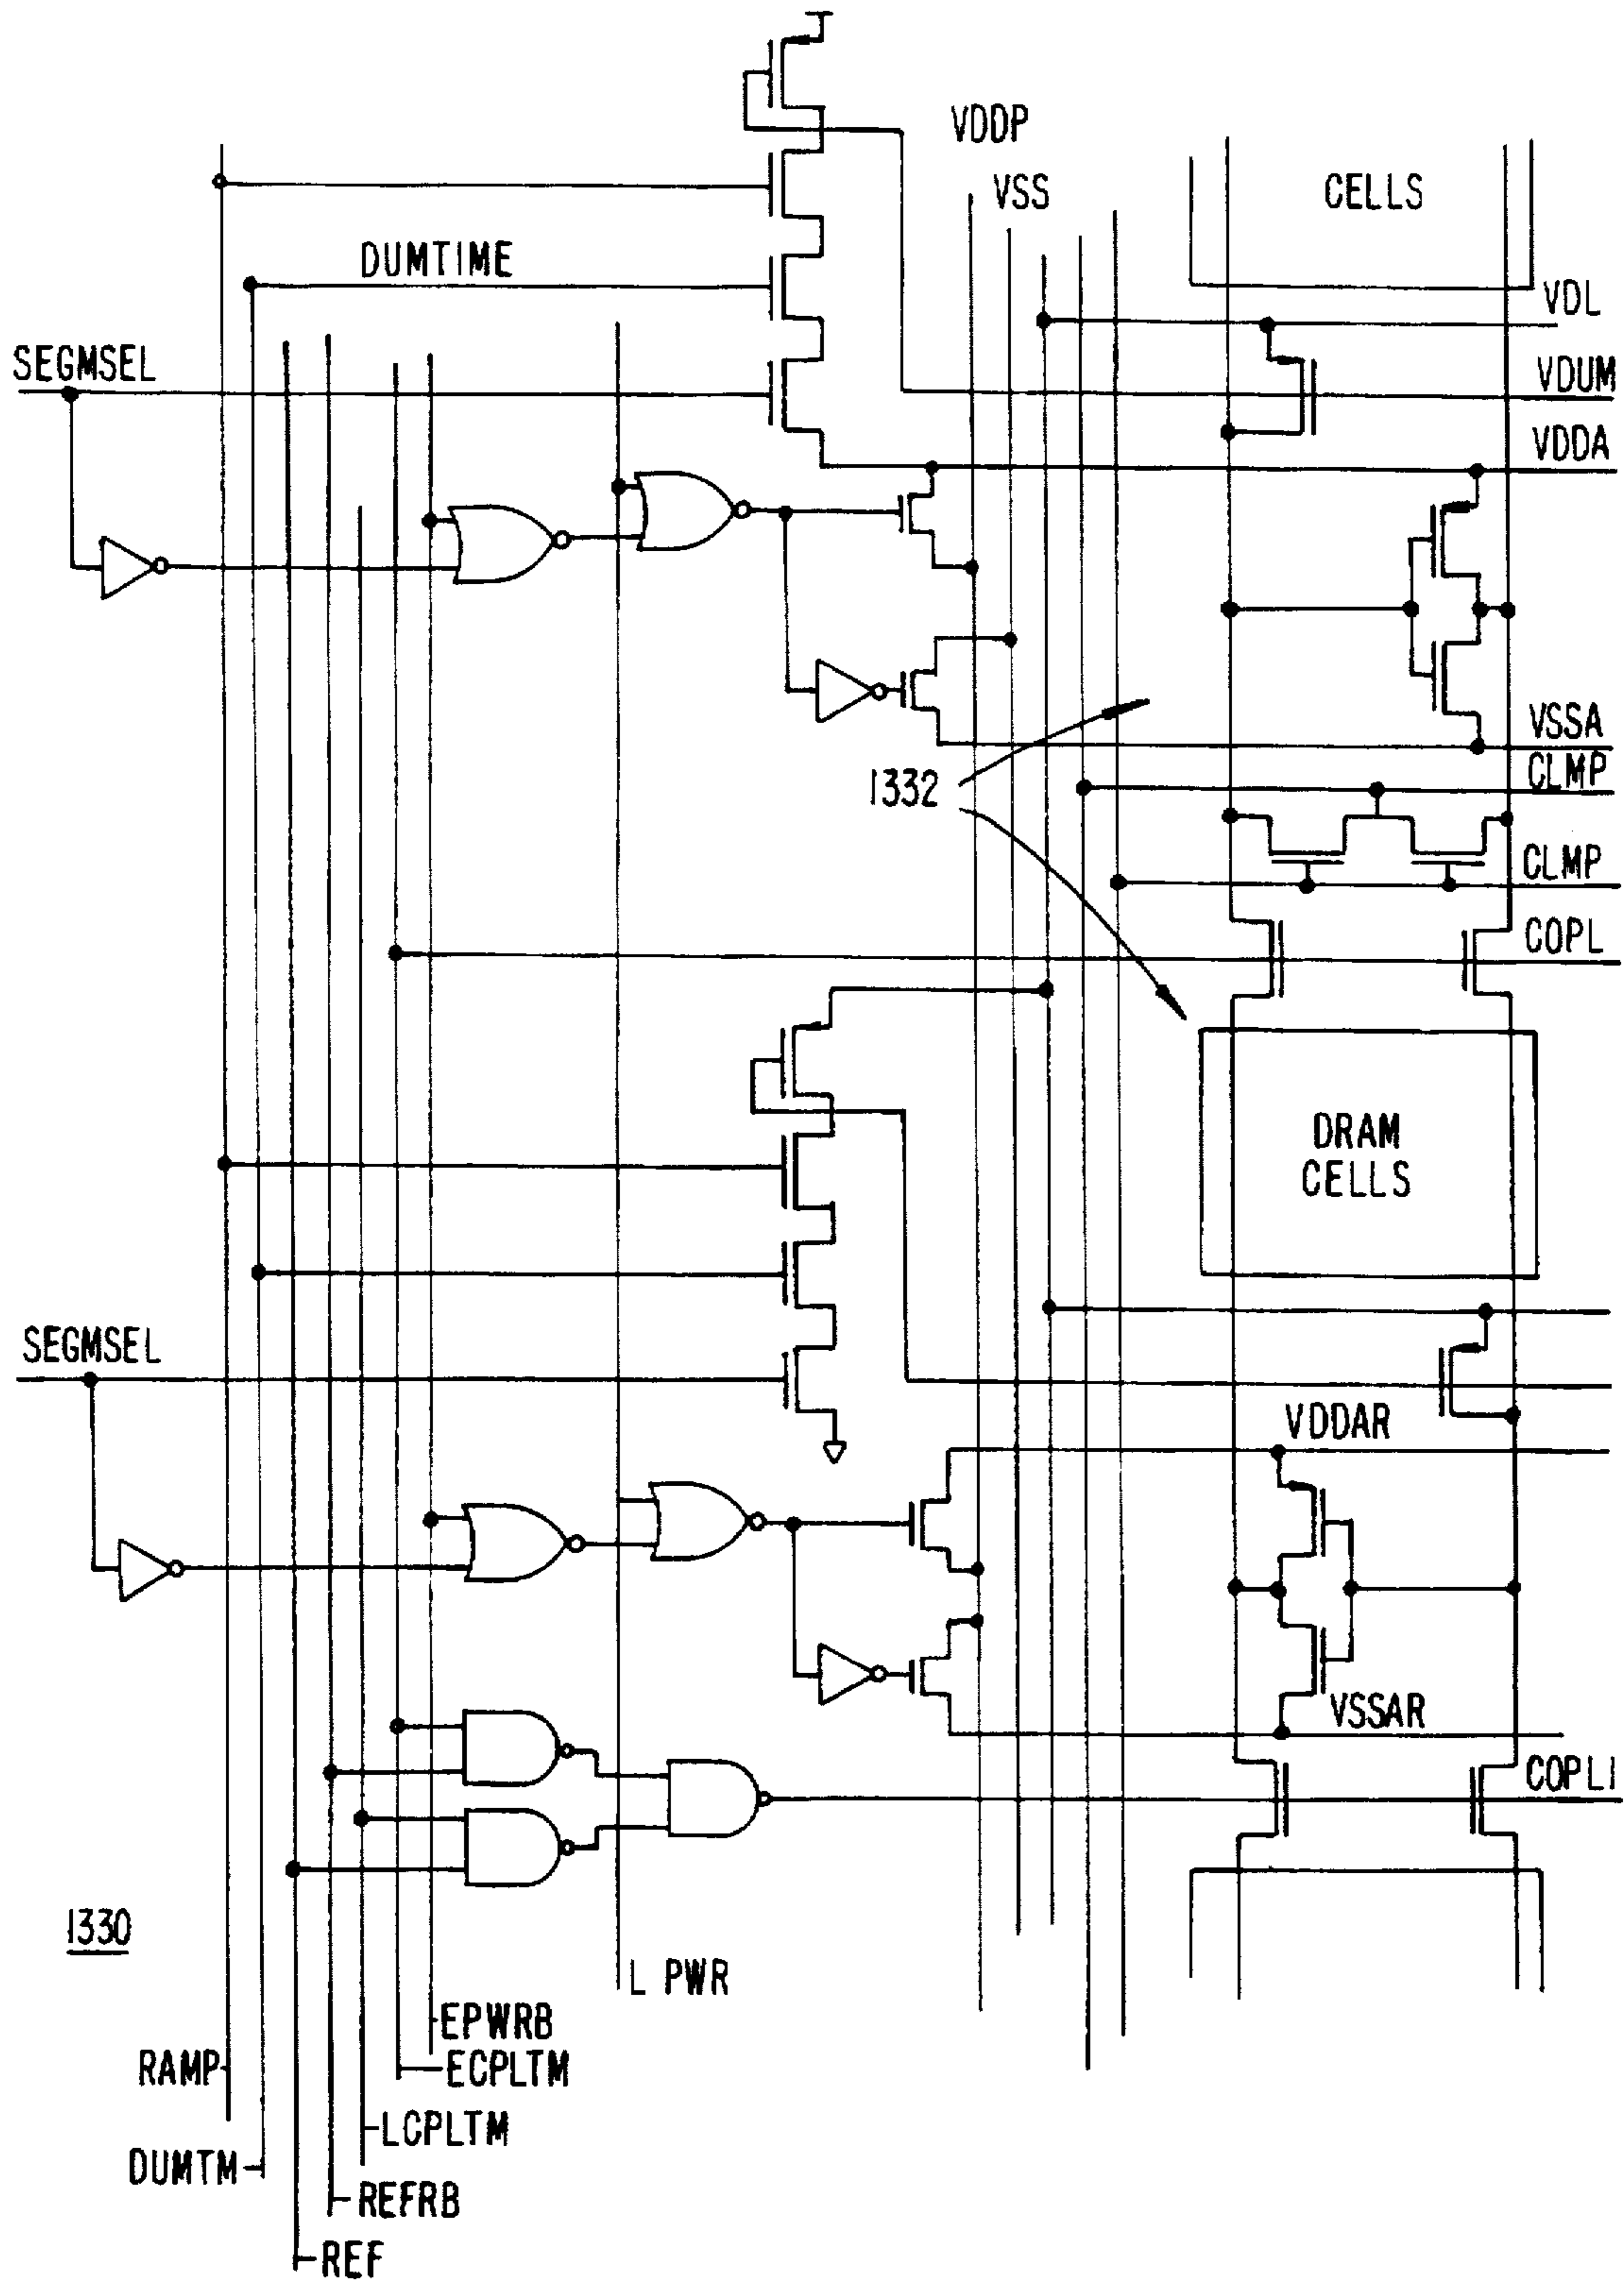 VDDP
VSS
CELLS
DUMTIME
VDL
SEGMSEL
VDUM
VDDA
VSSA
CLMP
1332
CLMP
COPL
DRAM
CELLS
SEGMSEL
VDDAR
VSSAR
COPL1
1330
L PWR
EPWRB
RAMP
ECPLTM
LCPLTM
DUMTM
REFRB
REF